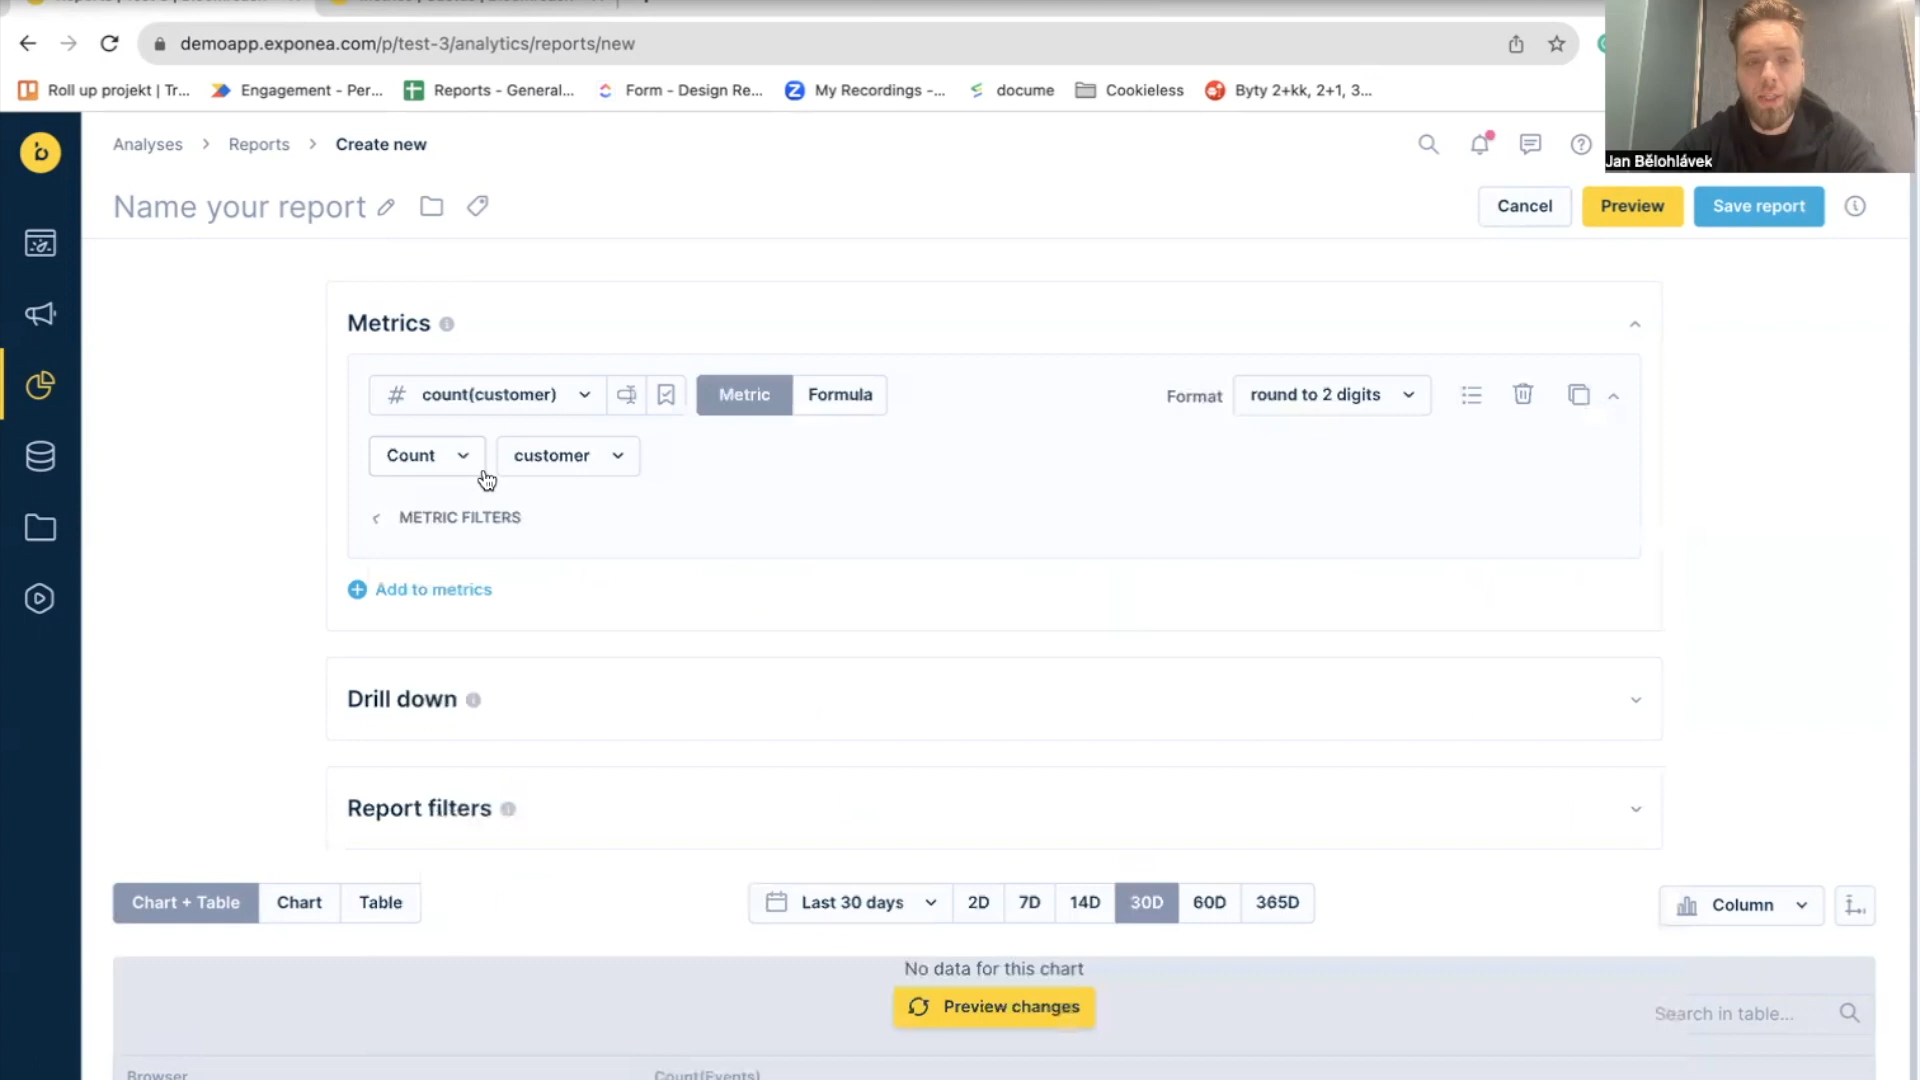 demoapp.exponea.com/p/test-3/analytics/reports/new
Roll up projekt | Tr...
Engagement - Per...
Reports - General...
Form - Design Re...
My Recordings -...
docume
Cookieless
Byty 2+kk, 2+1, 3...
Jan Bělohlávek
Analyses > Reports > Create new
Name your report
Cancel
Preview
Save report
Metrics
# count(customer)
Metric
Formula
Format
round to 2 digits
Count
customer
METRIC FILTERS
Add to metrics
Drill down
Report filters
Chart + Table
Chart
Table
Last 30 days
2D
7D
14D
30D
60D
365D
Column
No data for this chart
Preview changes
Search in table...
Browser
Count(Events)